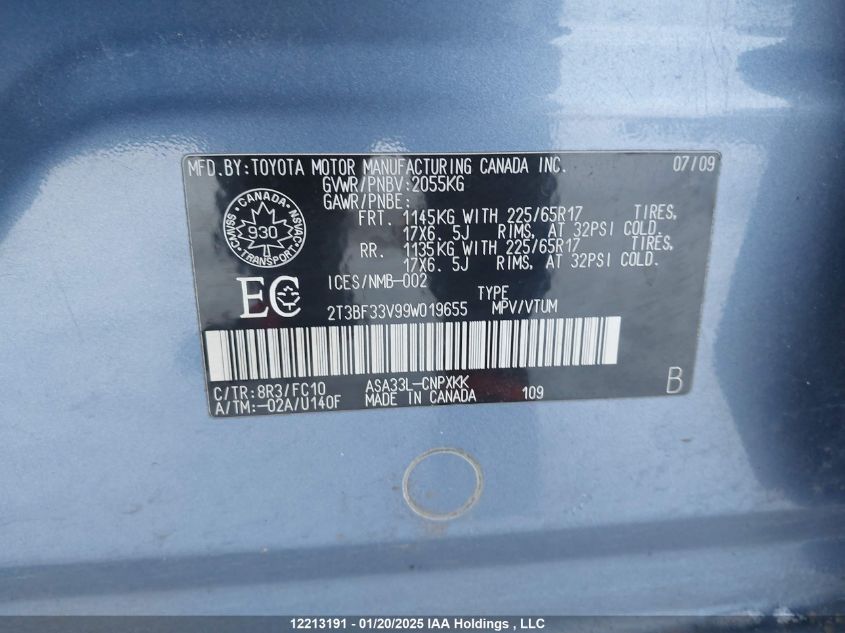 MFD.BY:TOYOTA MOTOR MANUFACTURING CANADA INC. 07/09
GVWR/PNBV:2055KG
GAWR/PNBE:
FRT. 1145KG WITH 225/65R17 TIRES,
17X6.5J RIMS, AT 32PSI COLD.
RR. 1135KG WITH 225/65R17 TIRES,
17X6.5J RIMS, AT 32PSI COLD.
CANADA
CMVSS 930 NSVAC
TRANSPORT
ICES/NMB-002
EC
TYPE
2T3BF33V99W019655 MPV/VTUM
C/TR:8R3/FC10 ASA33L-CNPXKK
A/TM:-02A/U140F MADE IN CANADA 109 B
12213191 - 01/20/2025 IAA Holdings , LLC